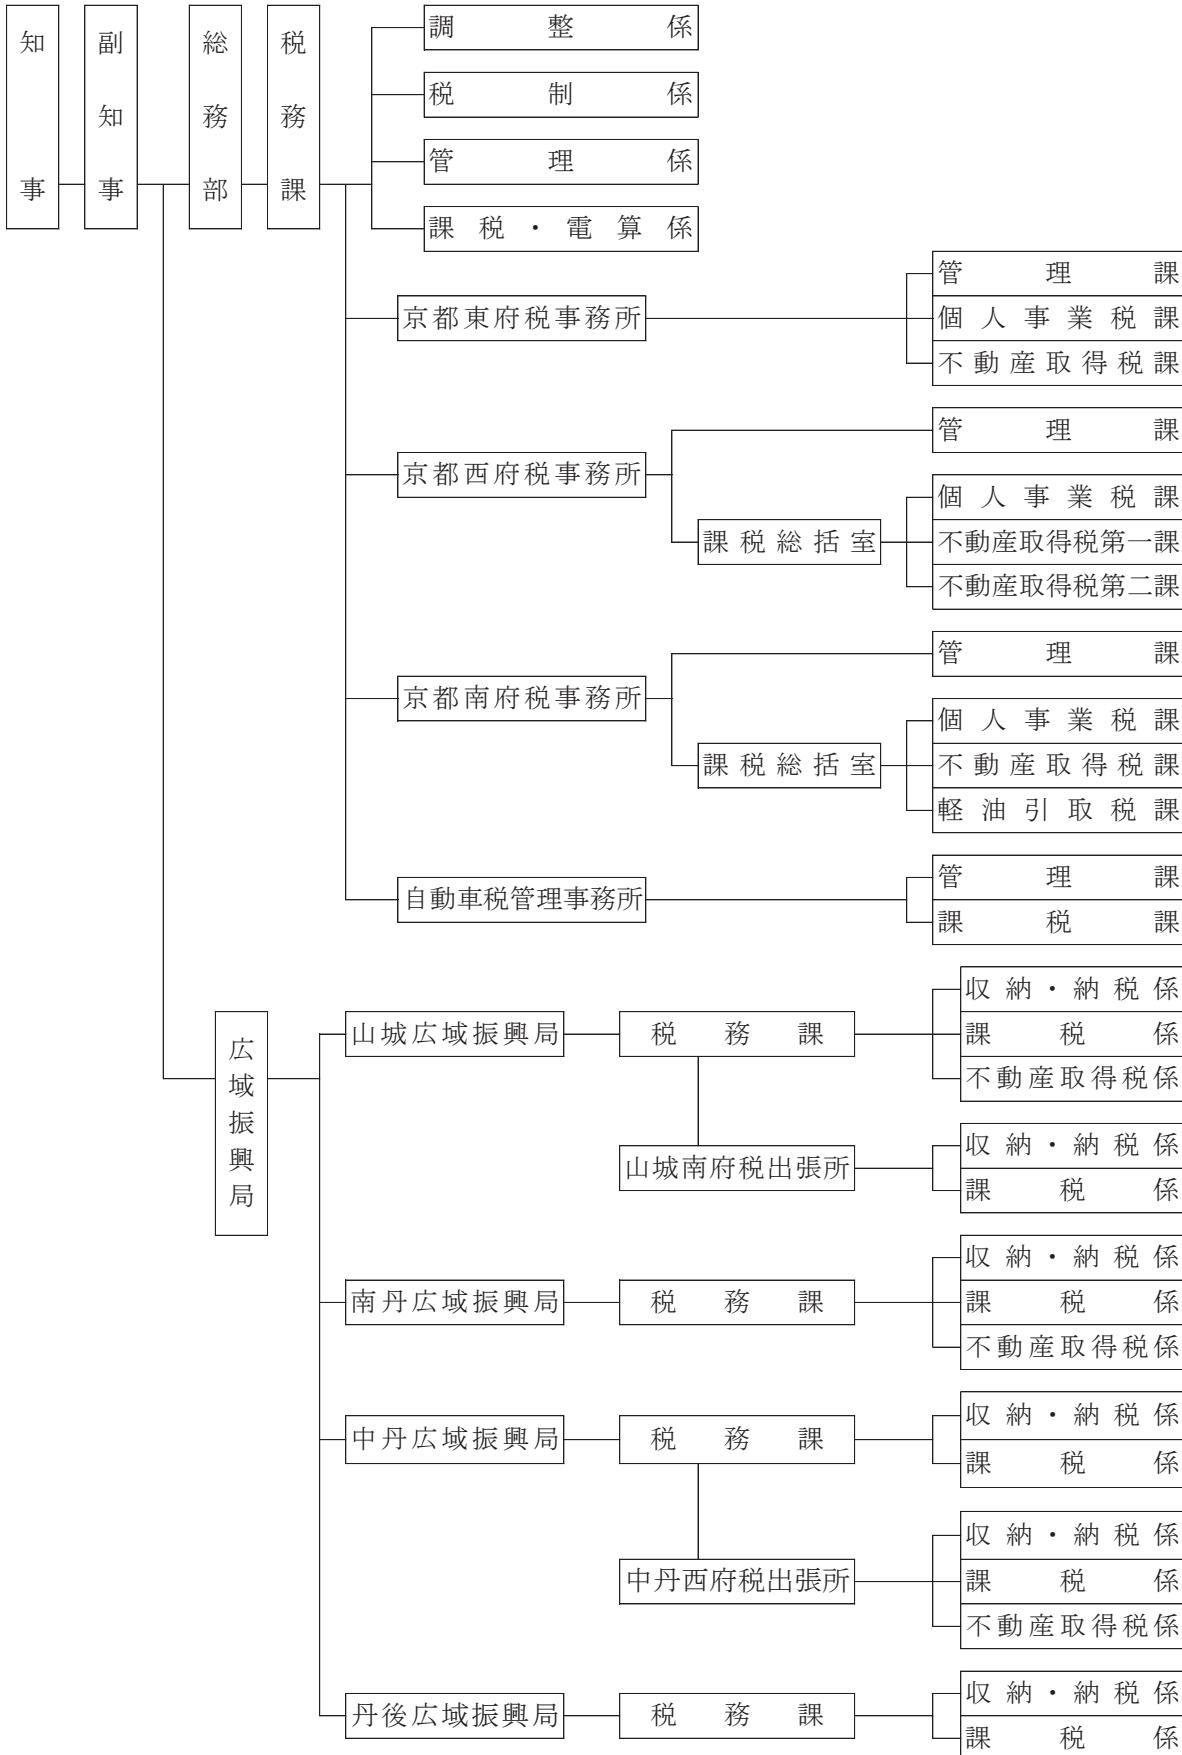 知事
副知事
総務部
税務課
調整係
税制係
管理係
課税・電算係
京都東府税事務所
管理課
個人事業税課
不動産取得税課
京都西府税事務所
管理課
課税総括室
個人事業税課
不動産取得税第一課
不動産取得税第二課
京都南府税事務所
管理課
課税総括室
個人事業税課
不動産取得税課
軽油引取税課
自動車税管理事務所
管理課
課税課
広域振興局
山城広域振興局
税務課
収納・納税係
課税係
不動産取得税係
山城南府税出張所
収納・納税係
課税係
南丹広域振興局
税務課
収納・納税係
課税係
不動産取得税係
中丹広域振興局
税務課
収納・納税係
課税係
中丹西府税出張所
収納・納税係
課税係
不動産取得税係
丹後広域振興局
税務課
収納・納税係
課税係